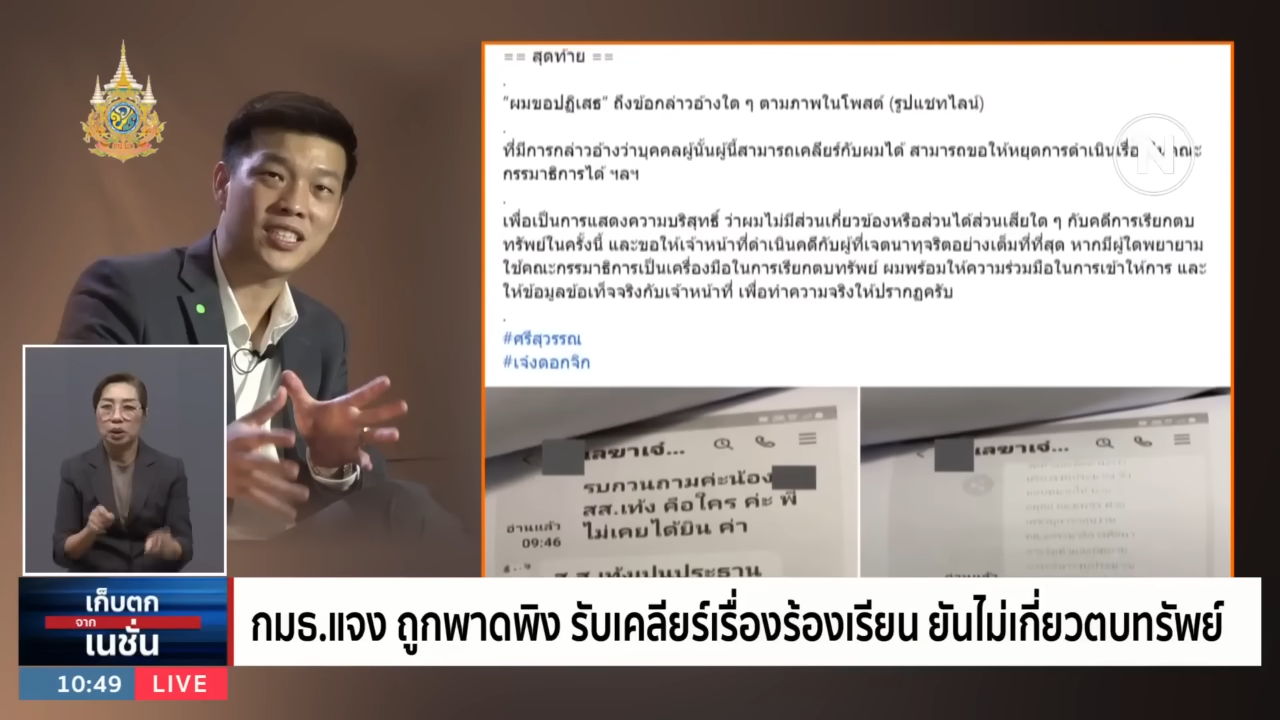 == สุดท้าย ==
.
"ผมขอปฏิเสธ" ถึงข้อกล่าวอ้างใด ๆ ตามภาพในโพสต์ (รูปแชทไลน์)
.
ที่มีการกล่าวอ้างว่าบุคคลผู้นั้นผู้นี้สามารถเคลียร์กับผมได้ สามารถขอให้หยุดการดำเนินเรื่อ
กรรมาธิการได้ ฯลฯ
.
เพื่อเป็นการแสดงความบริสุทธิ์ ว่าผมไม่มีส่วนเกี่ยวข้องหรือส่วนได้ส่วนเสียใด ๆ กับคดีการเรียกตบ
ทรัพย์ในครั้งนี้ และขอให้เจ้าหน้าที่ดำเนินคดีกับผู้ที่เจตนาทุจริตอย่างเต็มที่ที่สุด หากมีผู้ใดพยายาม
ใช้คณะกรรมาธิการเป็นเครื่องมือในการเรียกตบทรัพย์ ผมพร้อมให้ความร่วมมือในการเข้าให้การ และ
ให้ข้อมูลข้อเท็จจริงกับเจ้าหน้าที่ เพื่อทำความจริงให้ปรากฏครับ
.
#ศรีสุวรรณ
#เจ๋งดอกจิก
N
เลขาเจ๋...
รบกวนถามค่ะน้อง
สส.เท้ง คือใคร ค่ะ พี่
ไม่เคยได้ยิน ค่า
อ่านแล้ว
09:46
ส.ส.เท้งเป็นประธาน
เลขาเจ๋...
เก็บตก
จาก
เนชั่น
กมธ.แจง ถูกพาดพิง รับเคลียร์เรื่องร้องเรียน ยันไม่เกี่ยวตบทรัพย์
10:49 LIVE